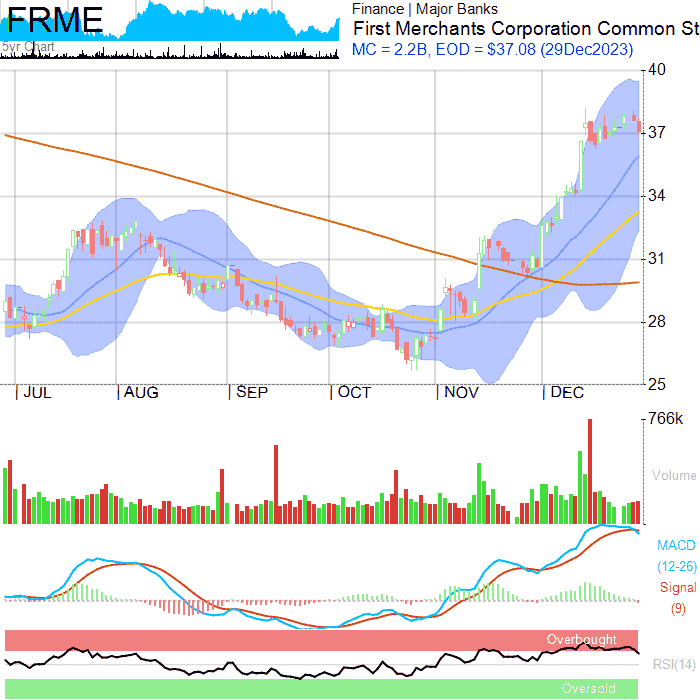 FRME
5yr Chart
Finance | Major Banks
First Merchants Corporation Common St
MC = 2.2B, EOD = $37.08 (29Dec2023)
40
37
34
31
28
25
JUL AUG SEP OCT NOV DEC
766k
Volume
MACD
(12-26)
Signal
(9)
Overbought
RSI(14)
Oversold